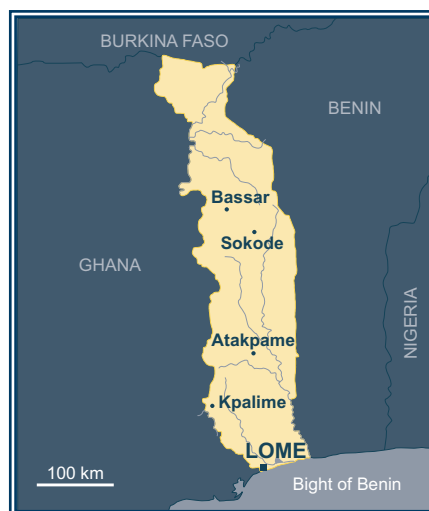 BURKINA FASO
BENIN
Bassar
Sokode
GHANA
NIGERIA
Atakpame
Kpalime
LOME
100 km
Bight of Benin